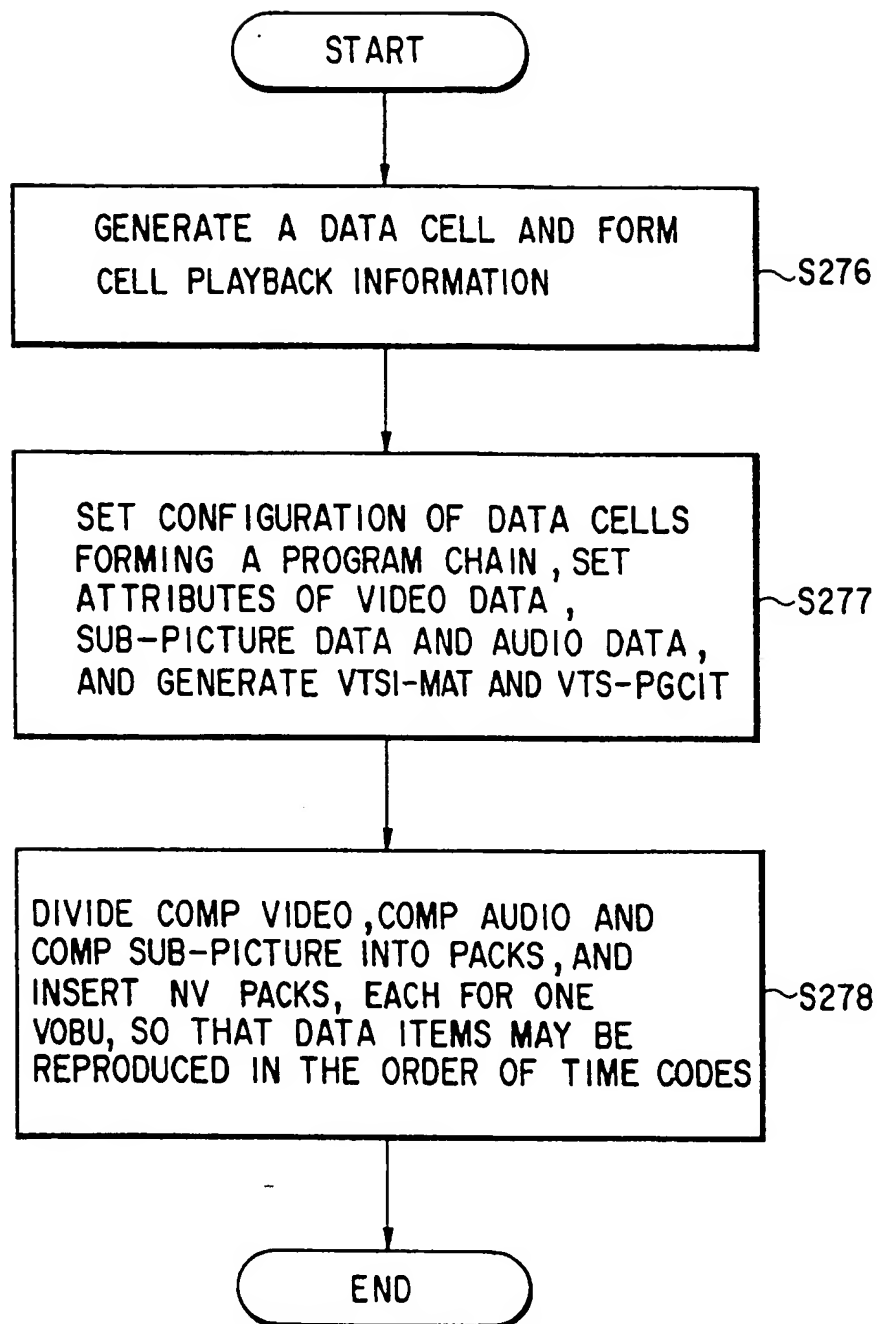 START
GENERATE A DATA CELL AND FORM
CELL PLAYBACK INFORMATION
S276
SET CONFIGURATION OF DATA CELLS
FORMING A PROGRAM CHAIN, SET
ATTRIBUTES OF VIDEO DATA,
SUB-PICTURE DATA AND AUDIO DATA,
AND GENERATE VTSI-MAT AND VTS-PGCIT
S277
DIVIDE COMP VIDEO, COMP AUDIO AND
COMP SUB-PICTURE INTO PACKS, AND
INSERT NV PACKS, EACH FOR ONE
VOBU, SO THAT DATA ITEMS MAY BE
REPRODUCED IN THE ORDER OF TIME CODES
S278
END